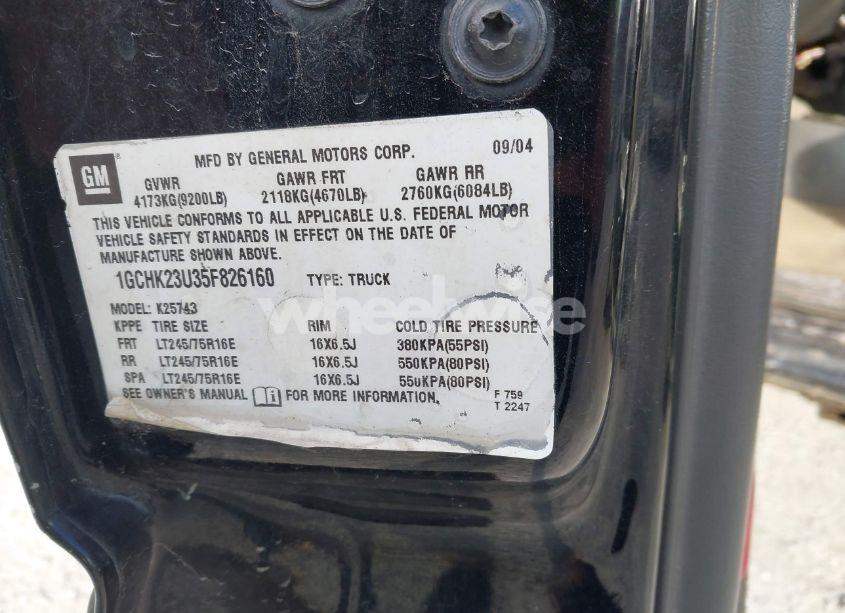 GM
MFD BY GENERAL MOTORS CORP. 09/04
GVWR GAWR FRT GAWR RR
4173KG(9200LB) 2118KG(4670LB) 2760KG(6084LB)
THIS VEHICLE CONFORMS TO ALL APPLICABLE U.S. FEDERAL MOTOR
VEHICLE SAFETY STANDARDS IN EFFECT ON THE DATE OF
MANUFACTURE SHOWN ABOVE.
1GCHK23U35F826160 TYPE: TRUCK
MODEL: K25743
KPPE TIRE SIZE RIM COLD TIRE PRESSURE
FRT LT245/75R16E 16X6.5J 380KPA(55PSI)
RR LT245/75R16E 16X6.5J 550KPA(80PSI)
SPA LT245/75R16E 16X6.5J 550KPA(80PSI)
SEE OWNER'S MANUAL FOR MORE INFORMATION.
F 759
T 2247
wheelwise